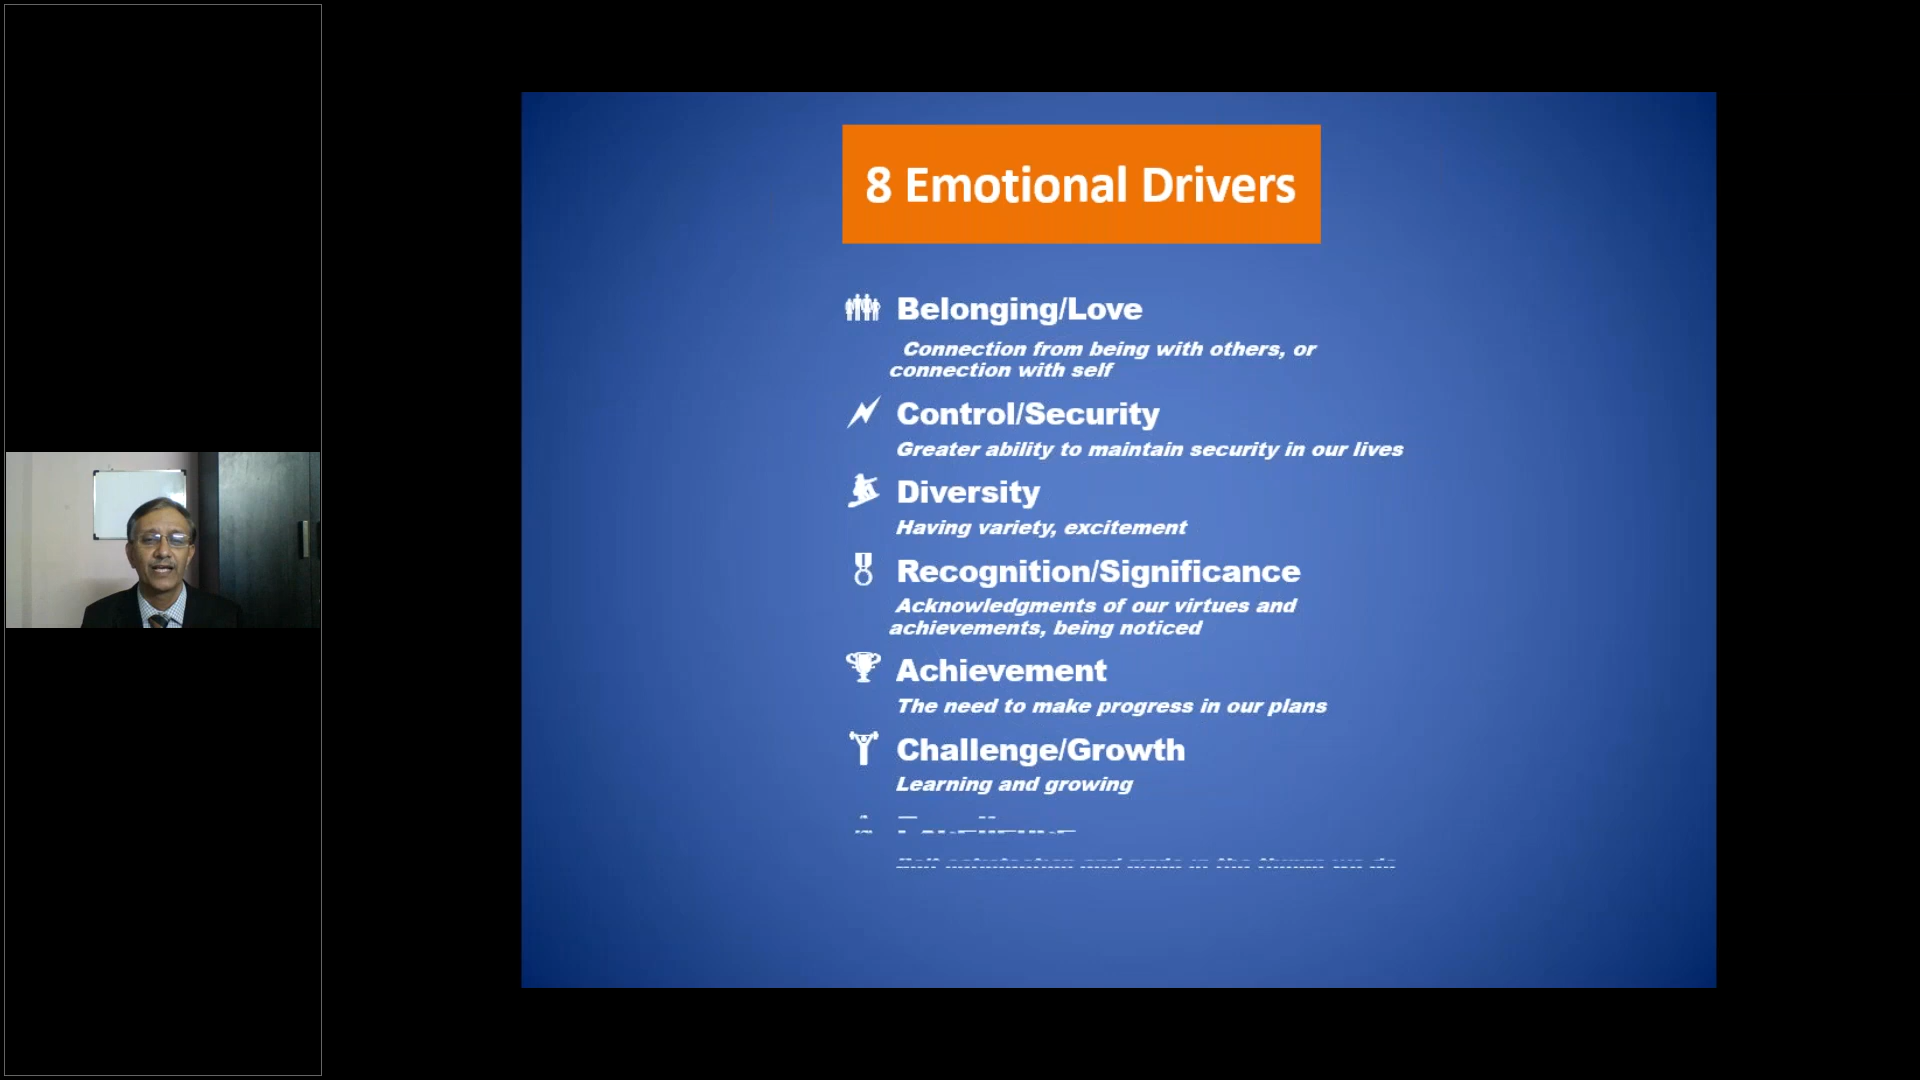 8 Emotional Drivers
Belonging/Love
Connection from being with others, or
connection with self
Control/Security
Greater ability to maintain security in our lives
Diversity
Having variety, excitement
Recognition/Significance
Acknowledgments of our virtues and
achievements, being noticed
Achievement
The need to make progress in our plans
Challenge/Growth
Learning and growing